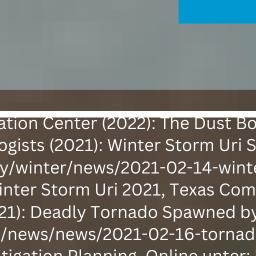 ation Center (2022): The Dust Bo
ogists (2021): Winter Storm Uri S
y/winter/news/2021-02-14-wint
inter Storm Uri 2021, Texas Com
21): Deadly Tornado Spawned by
/news/news/2021-02-16-tornad
tigation Planning. Online unter: